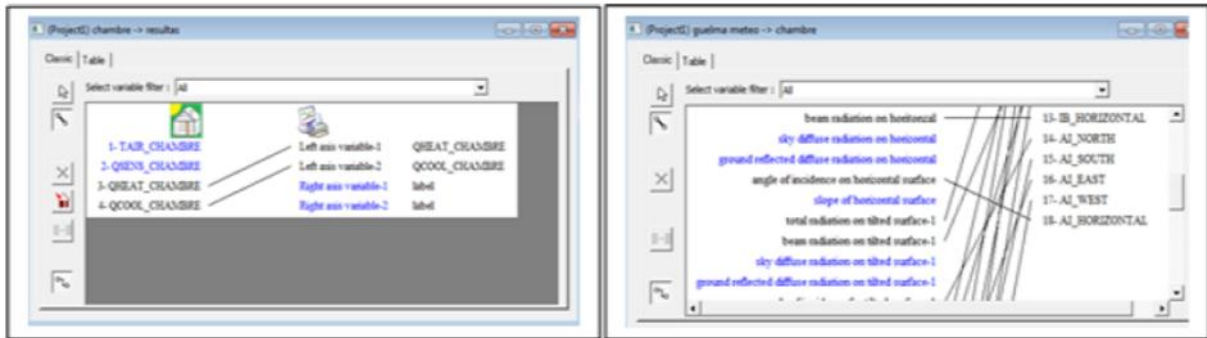 (Project1) chambre -> resultas
Classic Table
Select variable filter : All
1- TAIR_CHAMBRE Left axis variable-1 QHEAT_CHAMBRE
2- QSENS_CHAMBRE Left axis variable-2 QCOOL_CHAMBRE
3- QHEAT_CHAMBRE Right axis variable-1 label
4- QCOOL_CHAMBRE Right axis variable-2 label
(Project1) guelma meteo -> chambre
Classic Table
Select variable filter : All
beam radiation on horitonzal 13- IB_HORIZONTAL
sky diffuse radiation on horizontal 14- AI_NORTH
ground reflected diffuse radiation on horizontal 15- AI_SOUTH
angle of incidence on horizontal surface 16- AI_EAST
slope of horizontal surface 17- AI_WEST
total radiation on tilted surface-1 18- AI_HORIZONTAL
beam radiation on tilted surface-1
sky diffuse radiation on tilted surface-1
ground reflected diffuse radiation on tilted surface-1